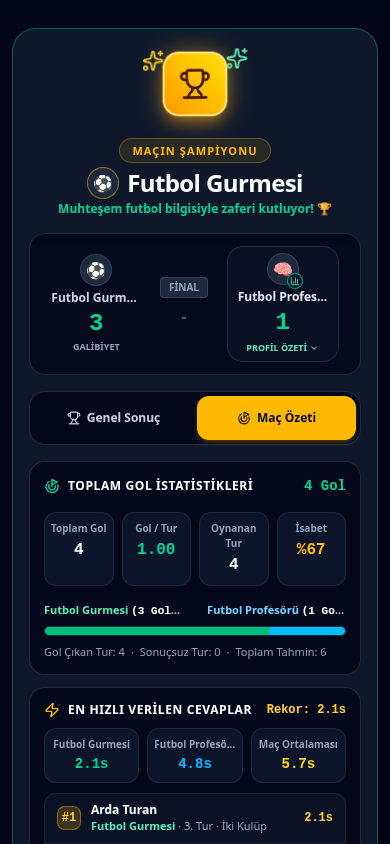 MAÇIN ŞAMPİYONU
Futbol Gurmesi
Muhteşem futbol bilgisiyle zaferi kutluyor! 🏆
Futbol Gurm...
3
GALİBİYET
FİNAL
-
Futbol Profes...
1
PROFİL ÖZETİ
Genel Sonuç
Maç Özeti
TOPLAM GOL İSTATİSTİKLERİ
4 Gol
Toplam Gol
4
Gol / Tur
1.00
Oynanan
Tur
4
İsabet
%67
Futbol Gurmesi (3 Gol...
Futbol Profesörü (1 Go...
Gol Çıkan Tur: 4 · Sonuçsuz Tur: 0 · Toplam Tahmin: 6
EN HIZLI VERİLEN CEVAPLAR
Rekor: 2.1s
Futbol Gurmesi
2.1s
Futbol Profesö...
4.8s
Maç Ortalaması
5.7s
#1
Arda Turan
Futbol Gurmesi · 3. Tur · İki Kulüp
2.1s